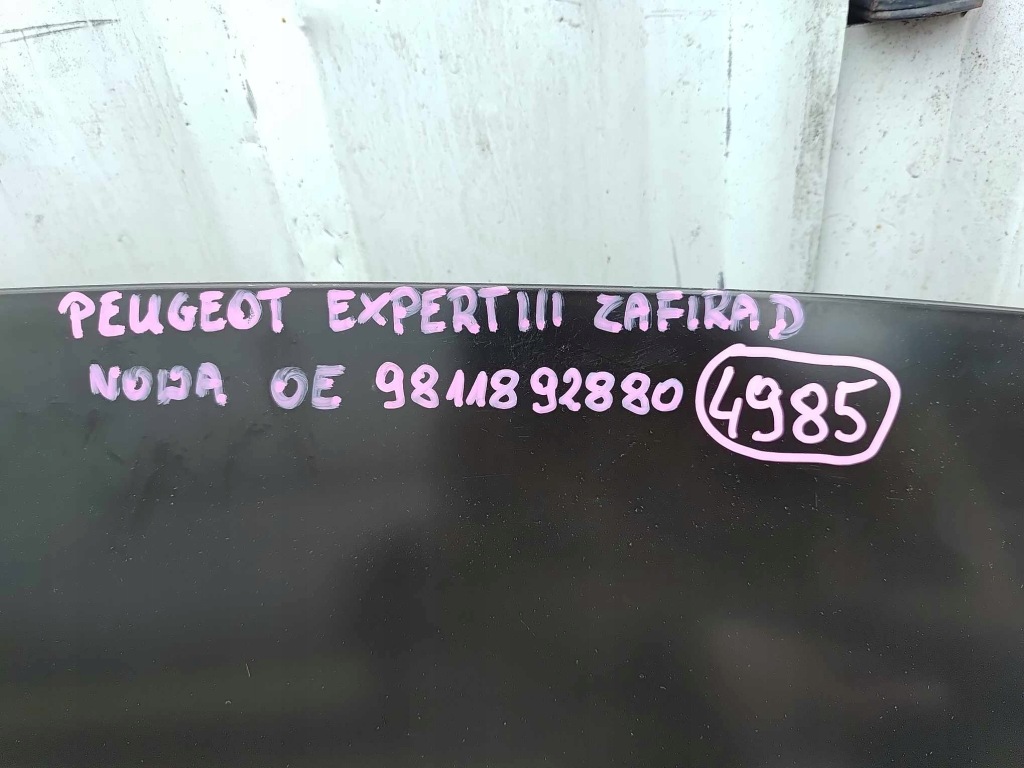 PEUGEOT EXPERT III ZAFIRA D
NOWA OE 9811892880 4985